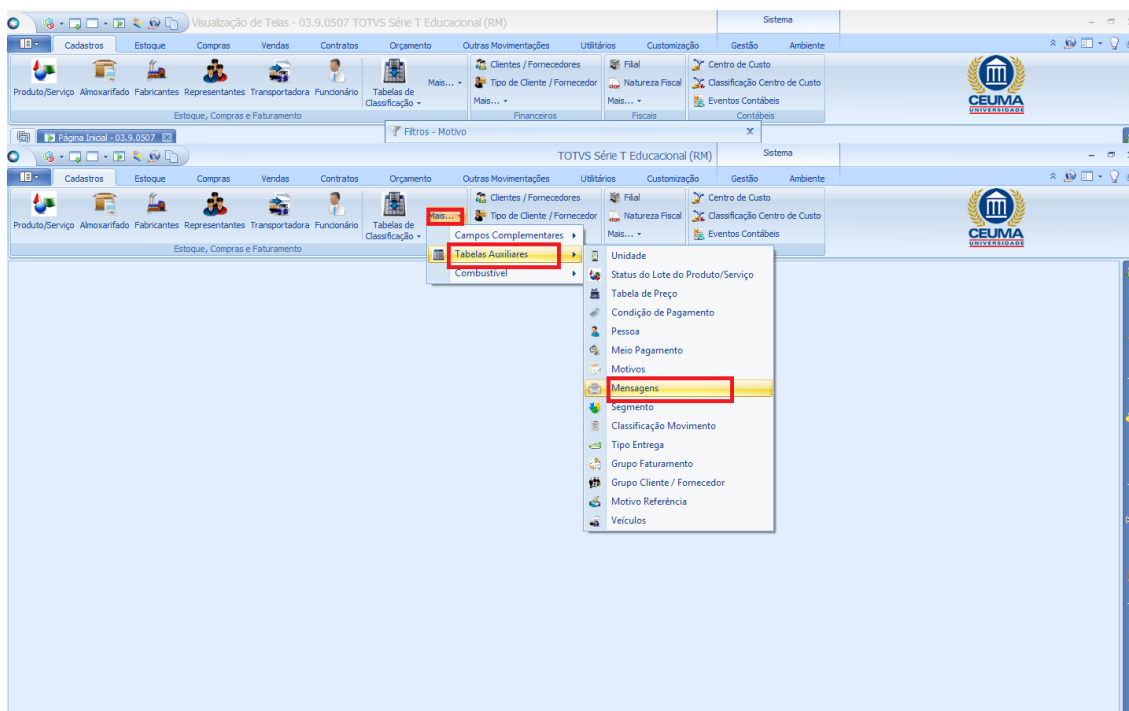 Visualização de Telas - 03.9.0507 TOTVS Série T Educacional (RM) Sistema
Cadastros Estoque Compras Vendas Contratos Orçamento Outras Movimentações Utilitários Customização Gestão Ambiente
Produto/Serviço Almoxarifado Fabricantes Representantes Transportadora Funcionário Tabelas de Classificação Mais...
Estoque, Compras e Faturamento
Clientes / Fornecedores
Tipo de Cliente / Fornecedor
Mais...
Financeiros
Filial
Natureza Fiscal
Mais...
Fiscais
Centro de Custo
Classificação Centro de Custo
Eventos Contábeis
Contábeis
CEUMA
UNIVERSIDADE
Página Inicial - 03.9.0507
Filtros - Motivo X
TOTVS Série T Educacional (RM) Sistema
Cadastros Estoque Compras Vendas Contratos Orçamento Outras Movimentações Utilitários Customização Gestão Ambiente
Produto/Serviço Almoxarifado Fabricantes Representantes Transportadora Funcionário Tabelas de Classificação Mais...
Estoque, Compras e Faturamento
Clientes / Fornecedores
Tipo de Cliente / Fornecedor
Filial
Natureza Fiscal
Mais...
Centro de Custo
Classificação Centro de Custo
Eventos Contábeis
CEUMA
UNIVERSIDADE
Campos Complementares
Tabelas Auxiliares
Combustível
Unidade
Status do Lote do Produto/Serviço
Tabela de Preço
Condição de Pagamento
Pessoa
Meio Pagamento
Motivos
Mensagens
Segmento
Classificação Movimento
Tipo Entrega
Grupo Faturamento
Grupo Cliente / Fornecedor
Motivo Referência
Veículos